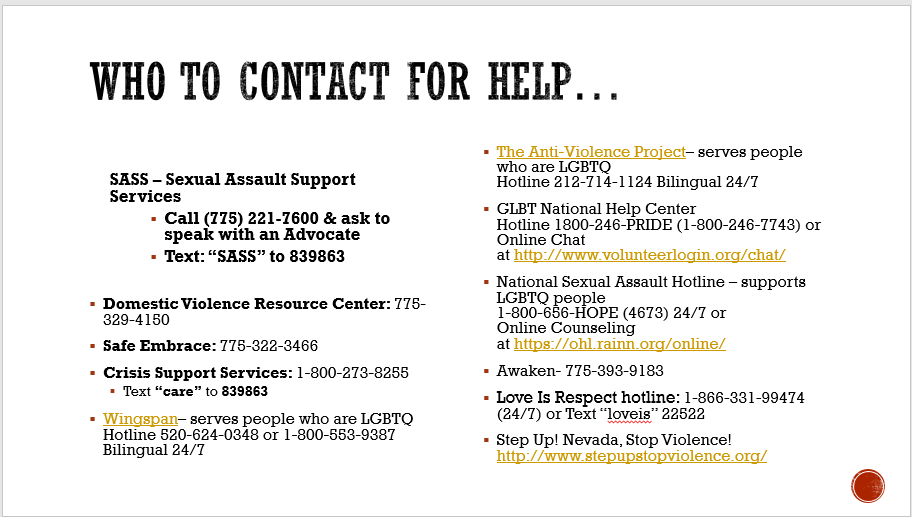 WHO TO CONTACT FOR HELP...
SASS – Sexual Assault Support
Services
Call (775) 221-7600 & ask to
speak with an Advocate
Text: “SASS” to 839863
Domestic Violence Resource Center: 775-
329-4150
Safe Embrace: 775-322-3466
Crisis Support Services: 1-800-273-8255
Text “care” to 839863
Wingspan– serves people who are LGBTQ
Hotline 520-624-0348 or 1-800-553-9387
Bilingual 24/7
The Anti-Violence Project– serves people
who are LGBTQ
Hotline 212-714-1124 Bilingual 24/7
GLBT National Help Center
Hotline 1800-246-PRIDE (1-800-246-7743) or
Online Chat
at http://www.volunteerlogin.org/chat/
National Sexual Assault Hotline – supports
LGBTQ people
1-800-656-HOPE (4673) 24/7 or
Online Counseling
at https://ohl.rainn.org/online/
Awaken- 775-393-9183
Love Is Respect hotline: 1-866-331-99474
(24/7) or Text “loveis” 22522
Step Up! Nevada, Stop Violence!
http://www.stepupstopviolence.org/